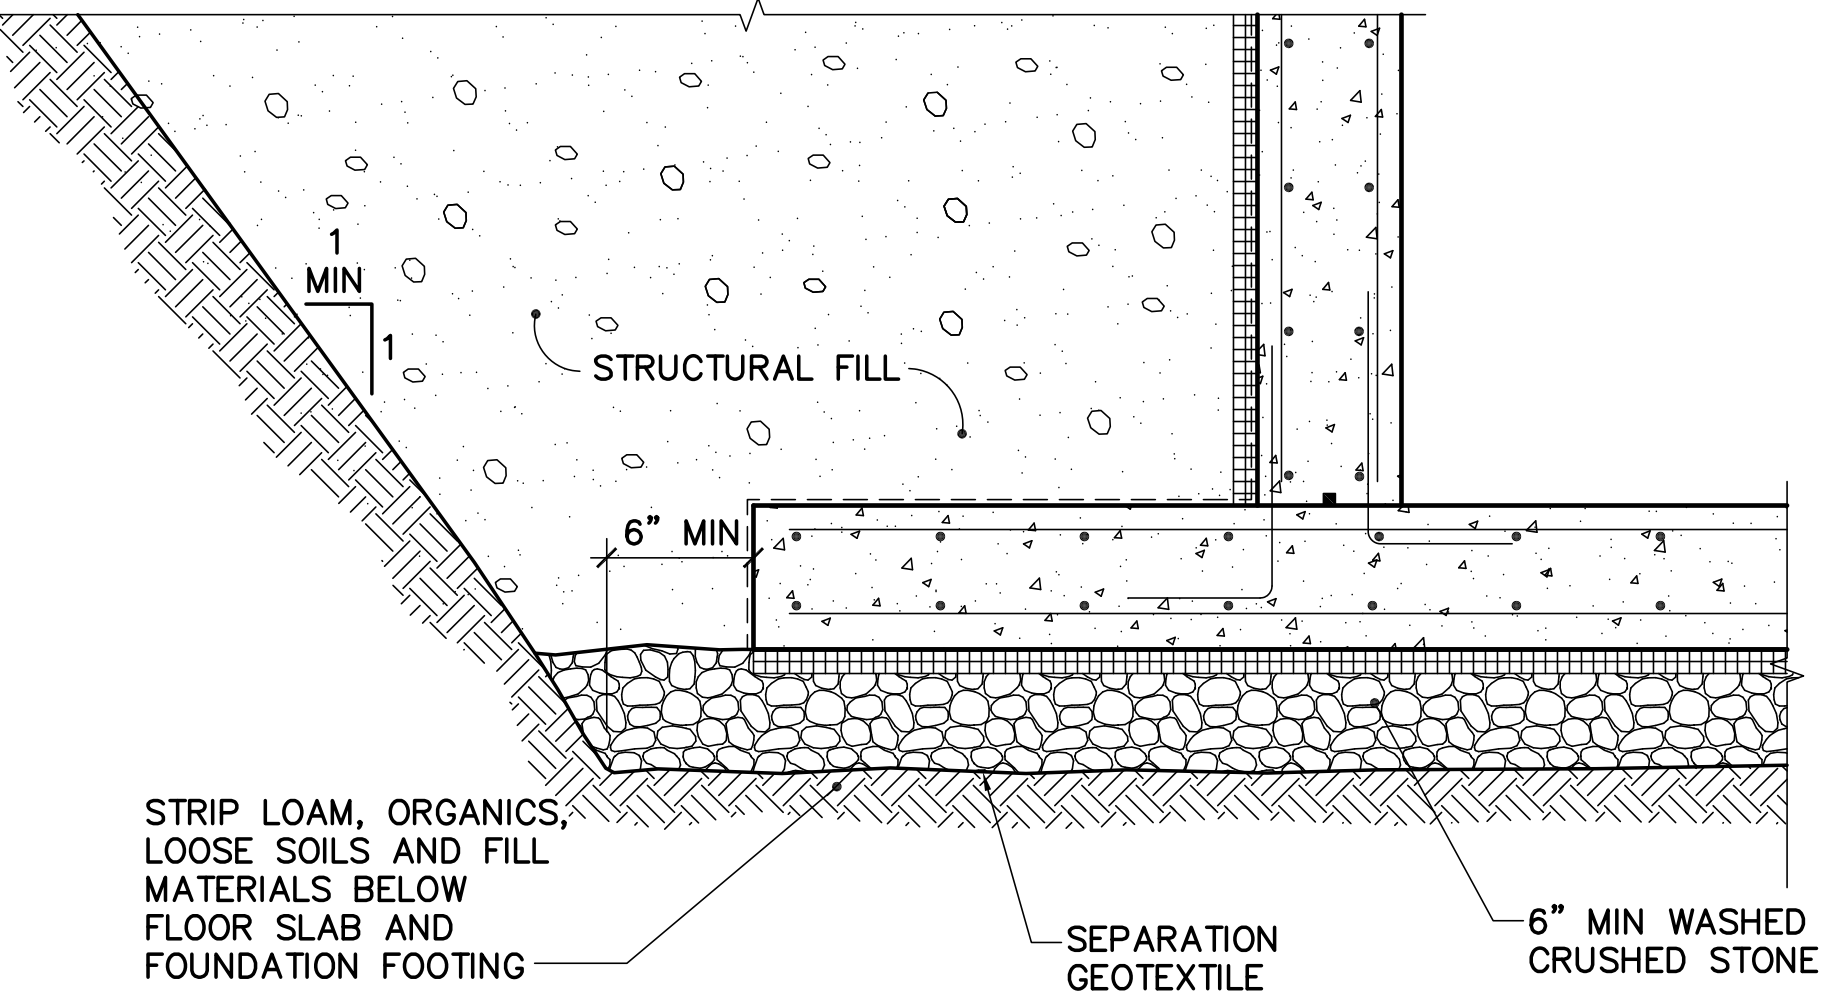 1
MIN
1
STRUCTURAL FILL
6” MIN
STRIP LOAM, ORGANICS,
LOOSE SOILS AND FILL
MATERIALS BELOW
FLOOR SLAB AND
FOUNDATION FOOTING
SEPARATION
GEOTEXTILE
6” MIN WASHED
CRUSHED STONE